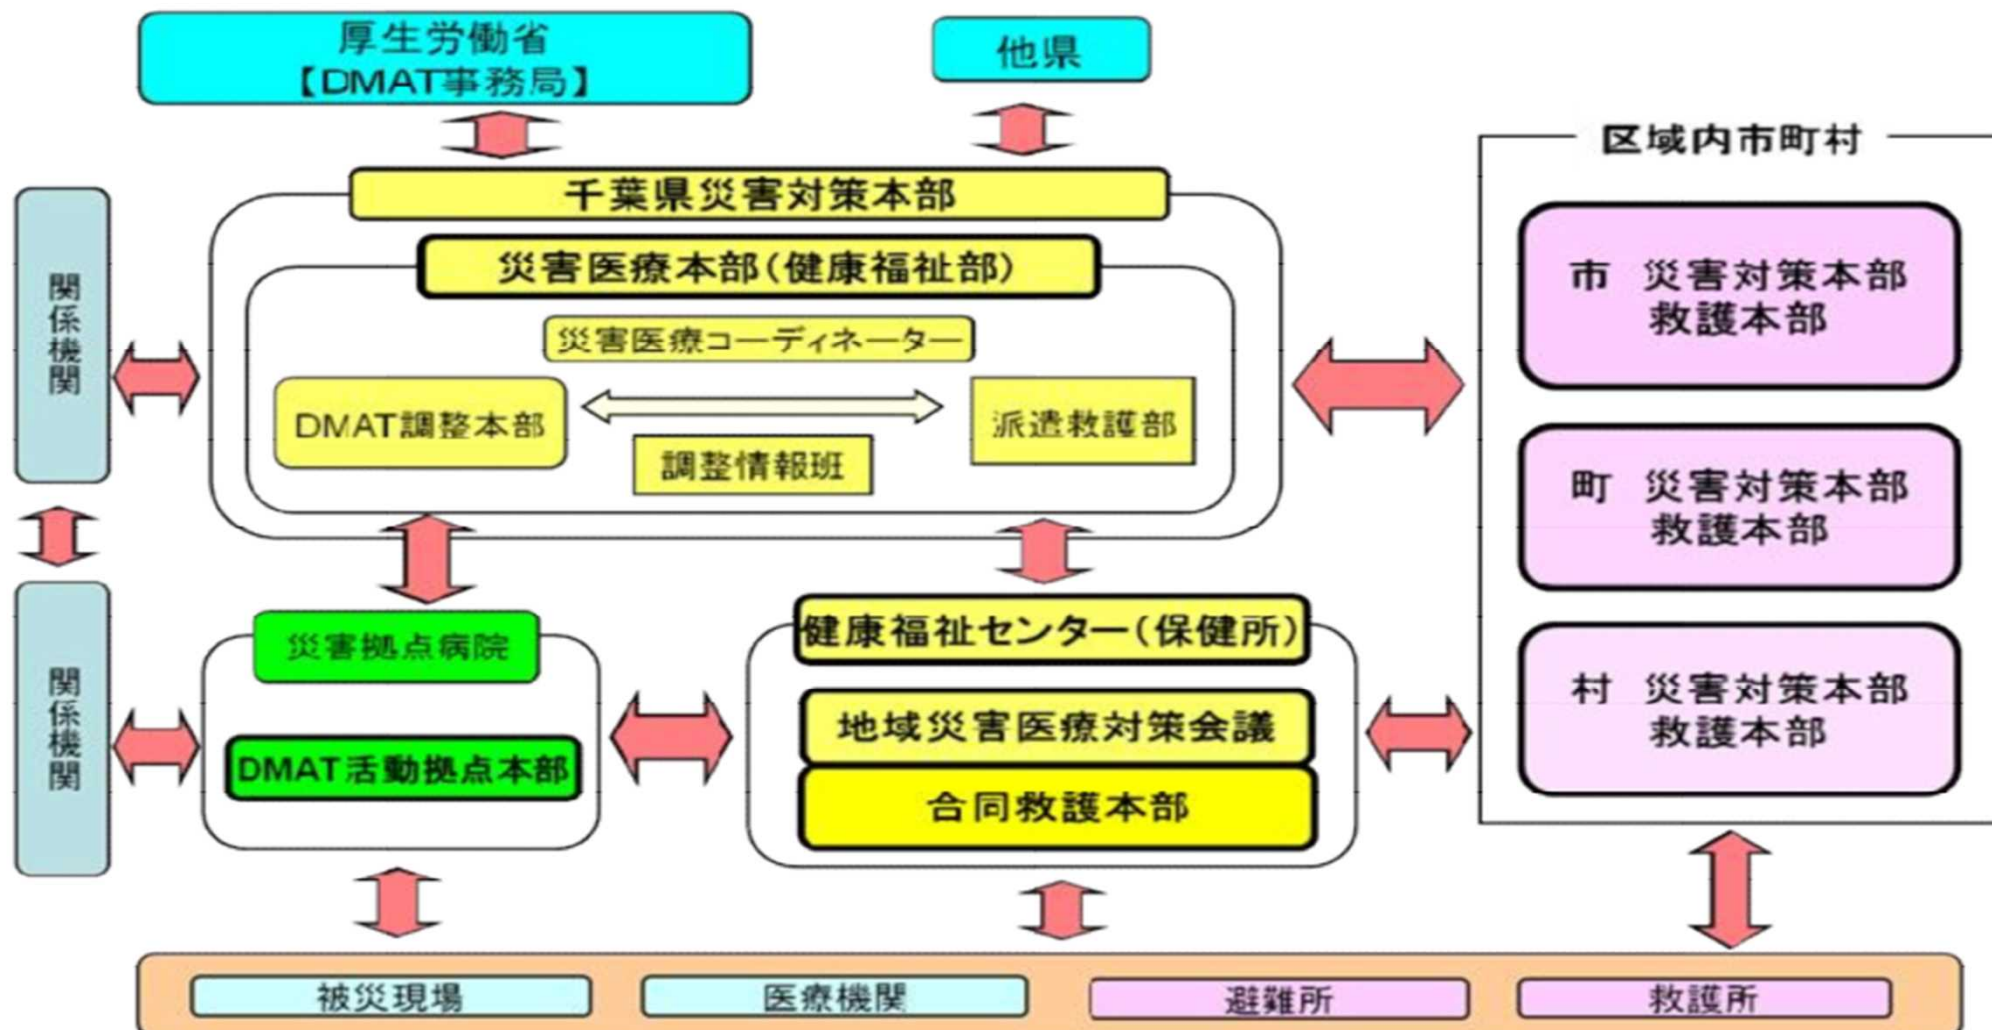 厚生労働省
【DMAT事務局】
他県
区域内市町村
千葉県災害対策本部
災害医療本部(健康福祉部)
災害医療コーディネーター
DMAT調整本部
派遣救護部
調整情報班
関係機関
市 災害対策本部
救護本部
町 災害対策本部
救護本部
村 災害対策本部
救護本部
関係機関
災害拠点病院
DMAT活動拠点本部
健康福祉センター(保健所)
地域災害医療対策会議
合同救護本部
被災現場
医療機関
避難所
救護所